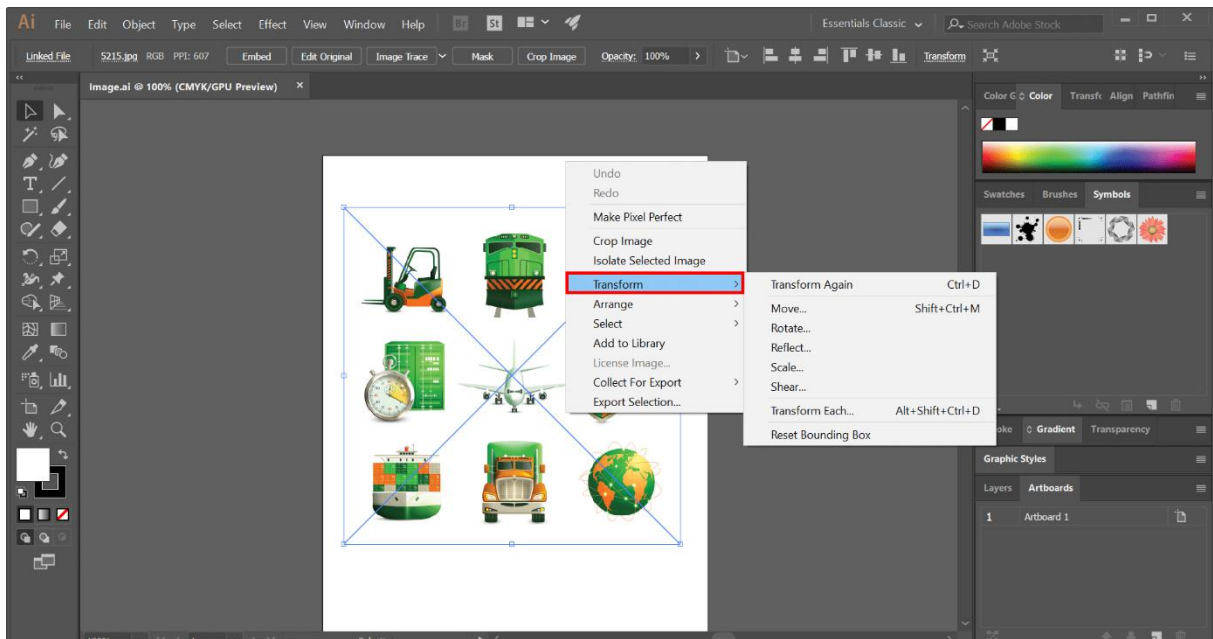 Ai File Edit Object Type Select Effect View Window Help Br St Essentials Classic Search Adobe Stock
Linked File 5215.jpg RGB PPI: 607 Embed Edit Original Image Trace Mask Crop Image Opacity: 100% Transform
Image.ai @ 100% (CMYK/GPU Preview) ×
Color G Color Transfc Align Pathfin
Undo
Redo
Swatches Brushes Symbols
Make Pixel Perfect
Crop Image
Isolate Selected Image
Transform
Transform Again Ctrl+D
Arrange
Move... Shift+Ctrl+M
Select
Rotate...
Add to Library
Reflect...
License Image...
Scale...
Collect For Export
Shear...
Export Selection...
Transform Each... Alt+Shift+Ctrl+D
Reset Bounding Box
oke Gradient Transparency
Graphic Styles
Layers Artboards
1 Artboard 1